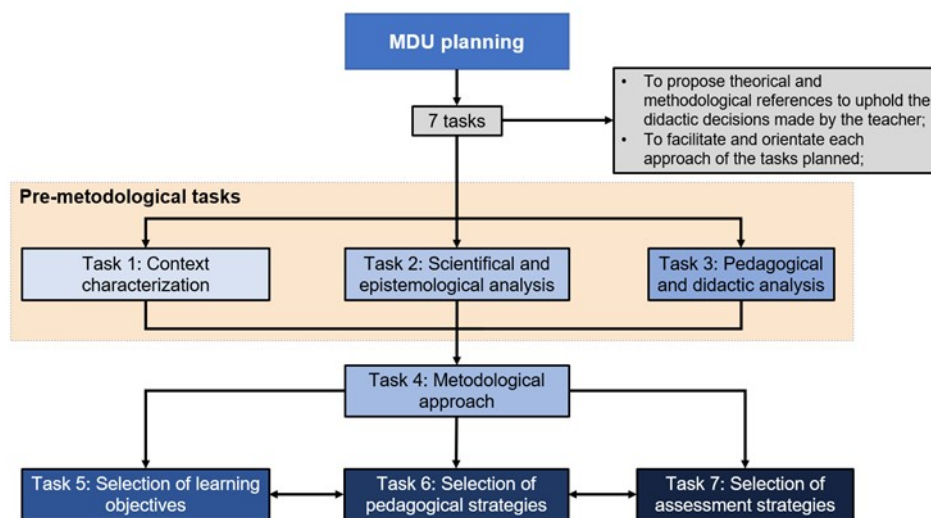 MDU planning
7 tasks
• To propose theorical and
methodological references to uphold the
didactic decisions made by the teacher;
• To facilitate and orientate each
approach of the tasks planned;
Pre-metodological tasks
Task 1: Context
characterization
Task 2: Scientifical and
epistemological analysis
Task 3: Pedagogical
and didactic analysis
Task 4: Metodological
approach
Task 5: Selection of learning
objectives
Task 6: Selection of
pedagogical strategies
Task 7: Selection of
assessment strategies